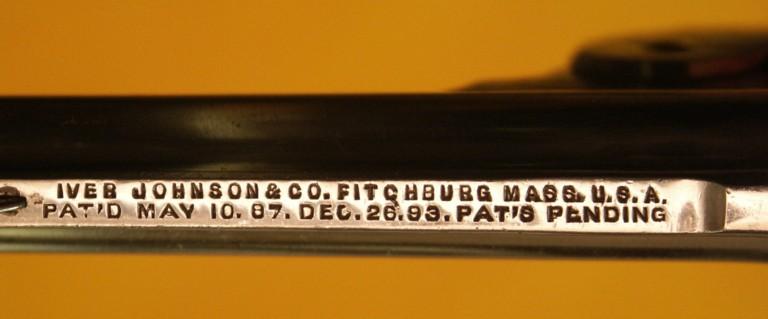 IVER JOHNSON & CO. FITCHBURG MASS. U.S.A.
PAT'D MAY 10. 87. DEC. 26. 93. PAT'S PENDING